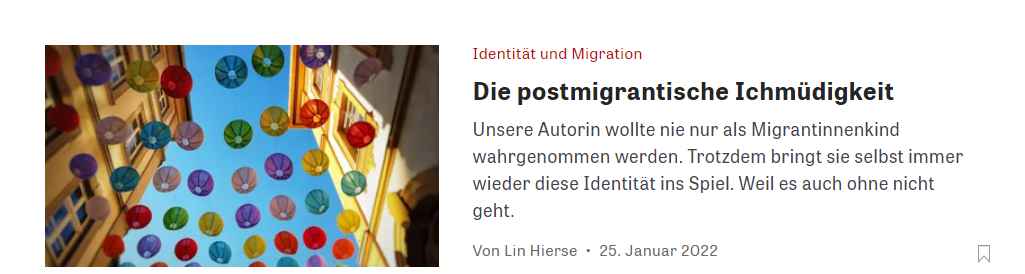 Identität und Migration
Die postmigrantische Ichmüdigkeit
Unsere Autorin wollte nie nur als Migrantinnenkind
wahrgenommen werden. Trotzdem bringt sie selbst immer
wieder diese Identität ins Spiel. Weil es auch ohne nicht
geht.
Von Lin Hierse • 25. Januar 2022